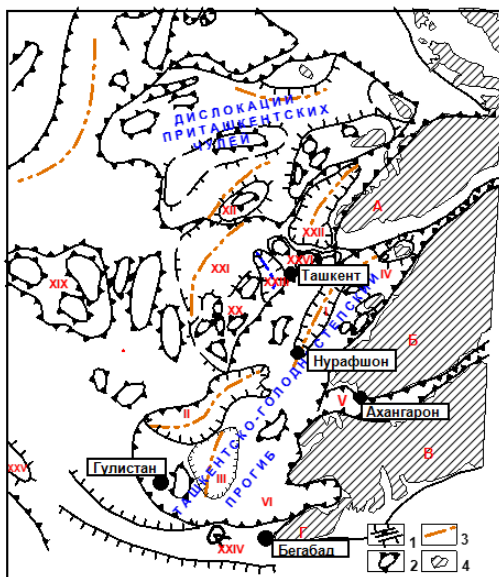 ДИСЛОКАЦИИ
ПРИТАШКЕНТСКИХ
ЧУЛЕЙ
А
XII
XXII
XXI
XXVI
Ташкент
XXIII
IV
XIX
XX
I
Б
Нурафшон
V
Ахангарон
II
ТАШКЕНТСКО-ГОЛОДНОСТЕПСКИЙ
ПРОГИБ
В
XXV
Гулистан
III
VI
Г
XXIV
Бегабад
1
3
2
4